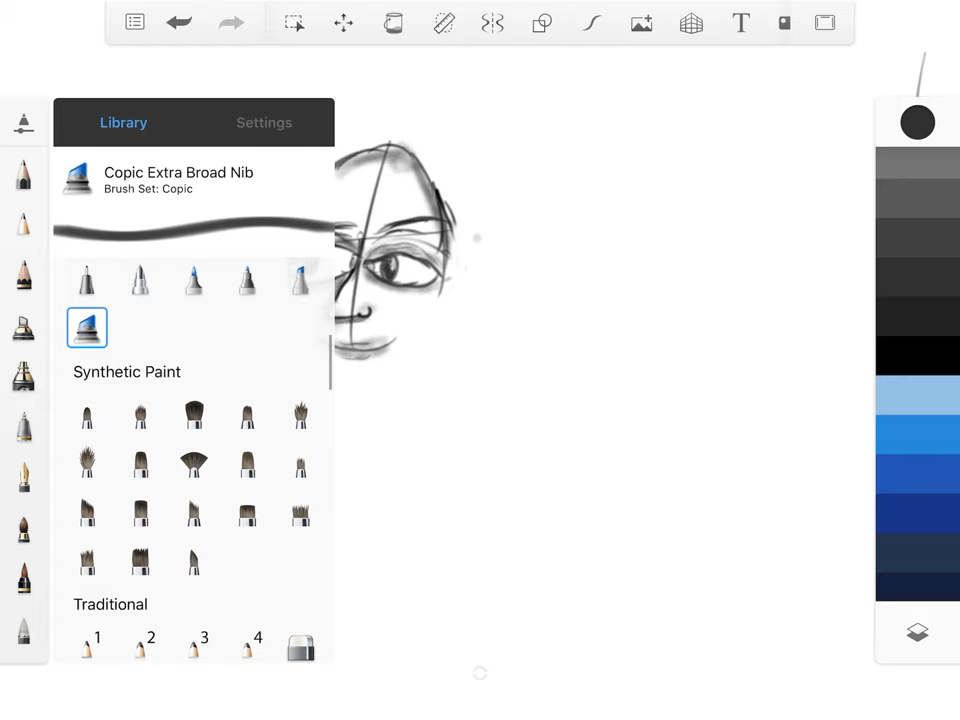 T
Library Settings
Copic Extra Broad Nib
Brush Set: Copic
Synthetic Paint
Traditional
1 2 3 4